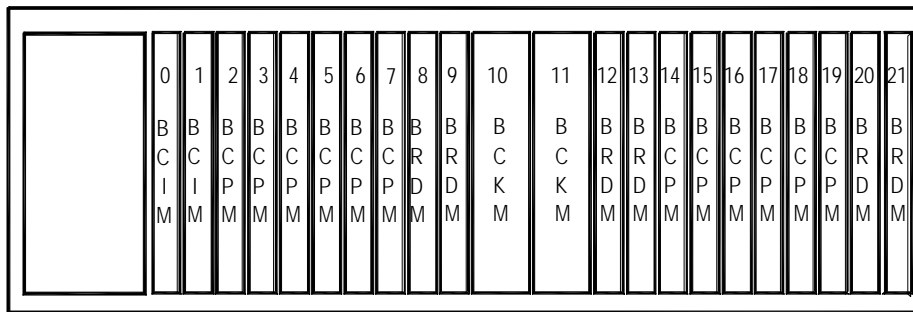 0 1 2 3 4 5 6 7 8 9 10 11 12 13 14 15 16 17 18 19 20 21
B B B B B B B B B B B B B B B B B B B B B B
C C C C C C C C R R C C R R C C C C C C R R
I I P P P P P P D D K K D D P P P P P P D D
M M M M M M M M M M M M M M M M M M M M M M